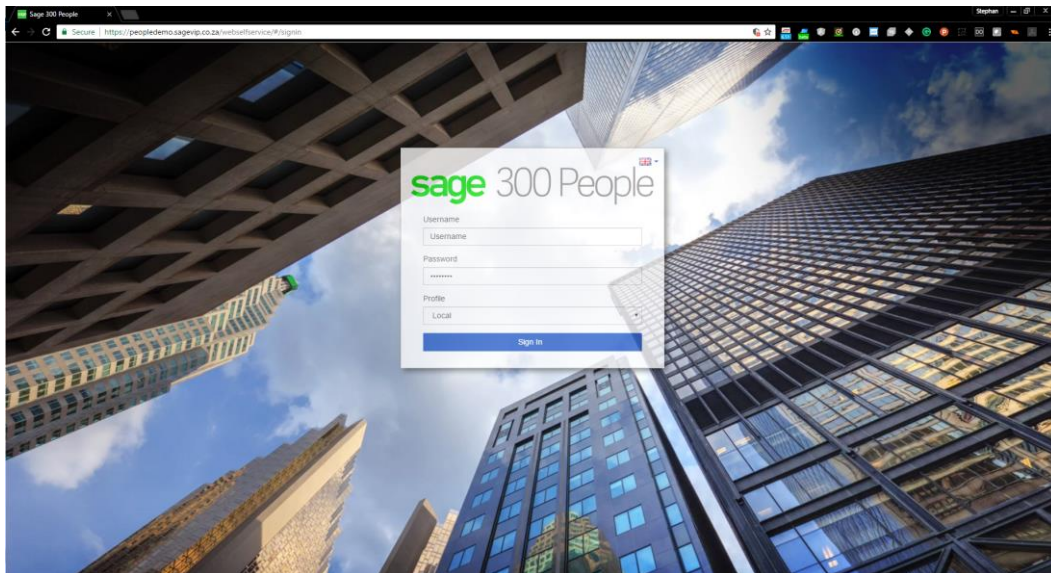 Sage 300 People
Stephan
Secure | https://peopledemo.sagevip.co.za/webselfservice/#/signin
sage 300 People
Username
Username
Password
••••••••
Profile
Local
Sign In